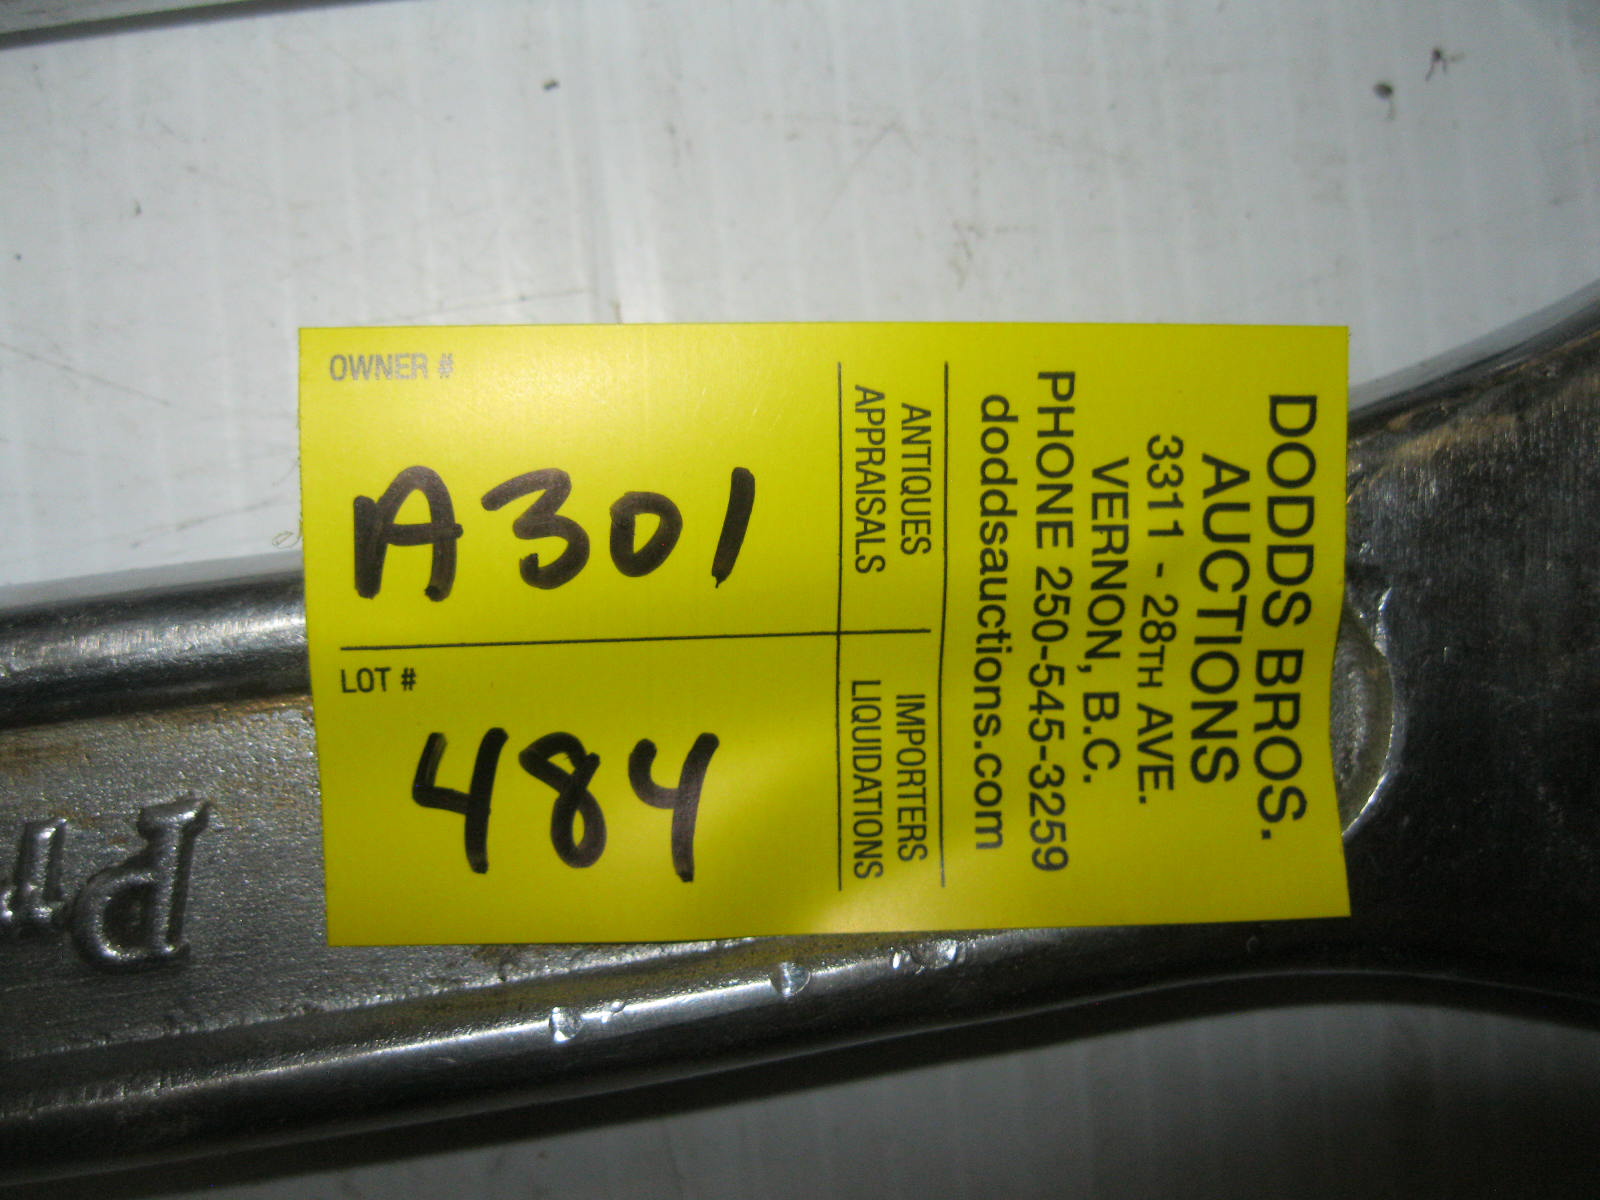 DODDS BROS.
AUCTIONS
3311 - 28TH AVE.
VERNON, B.C.
PHONE 250-545-3259
doddsauctions.com
ANTIQUES
APPRAISALS
IMPORTERS
LIQUIDATIONS
OWNER #
A301
LOT #
484